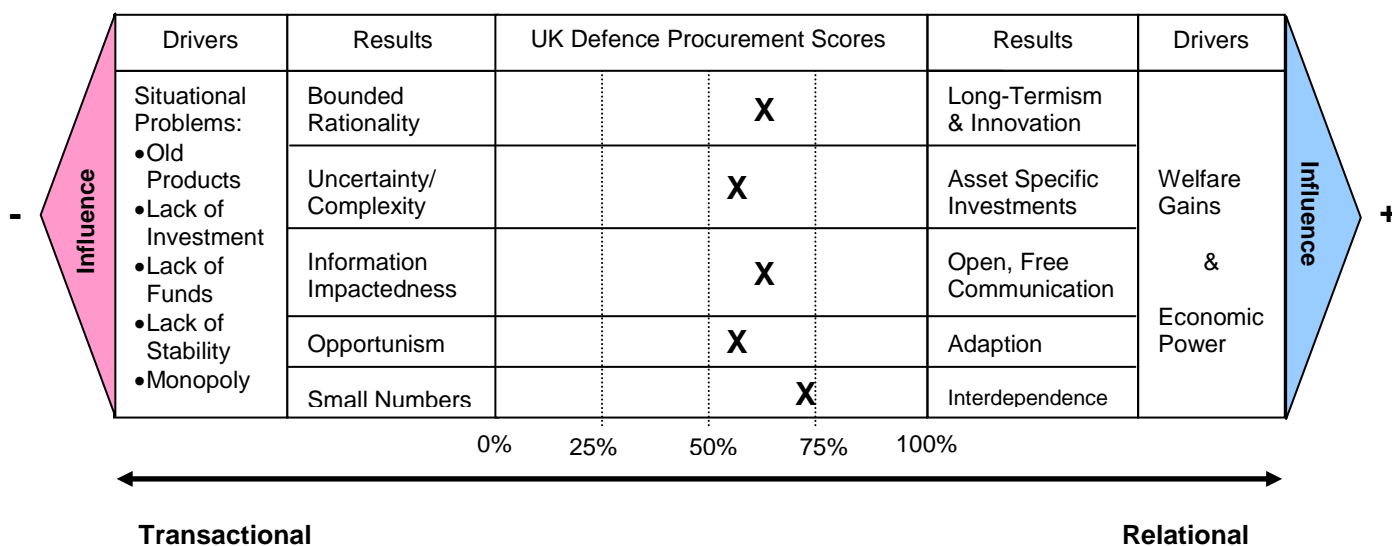 Drivers
Results
UK Defence Procurement Scores
Results
Drivers
-
Influence
Situational
Problems:
•Old
Products
•Lack of
Investment
•Lack of
Funds
•Lack of
Stability
•Monopoly
Bounded
Rationality
X
Long-Termism
& Innovation
Uncertainty/
Complexity
X
Asset Specific
Investments
Information
Impactedness
X
Open, Free
Communication
Opportunism
X
Adaption
Small Numbers
X
Interdependence
Welfare
Gains
&
Economic
Power
Influence
+
0%
25%
50%
75%
100%
Transactional
Relational